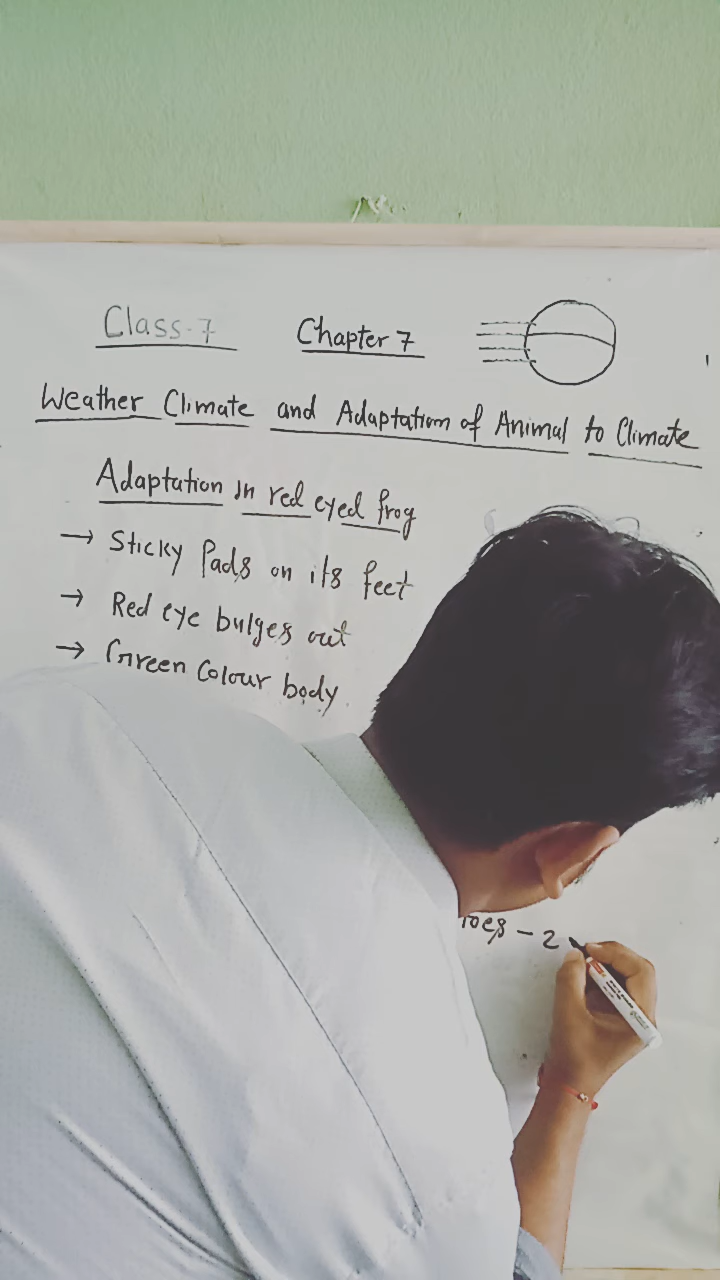 Class-7
Chapter 7
Weather Climate and Adaptation of Animal to Climate
Adaptation in red eyed frog
→ Sticky Pads on its feet
→ Red eye bulges out
→ Green Colour body
toes - 2